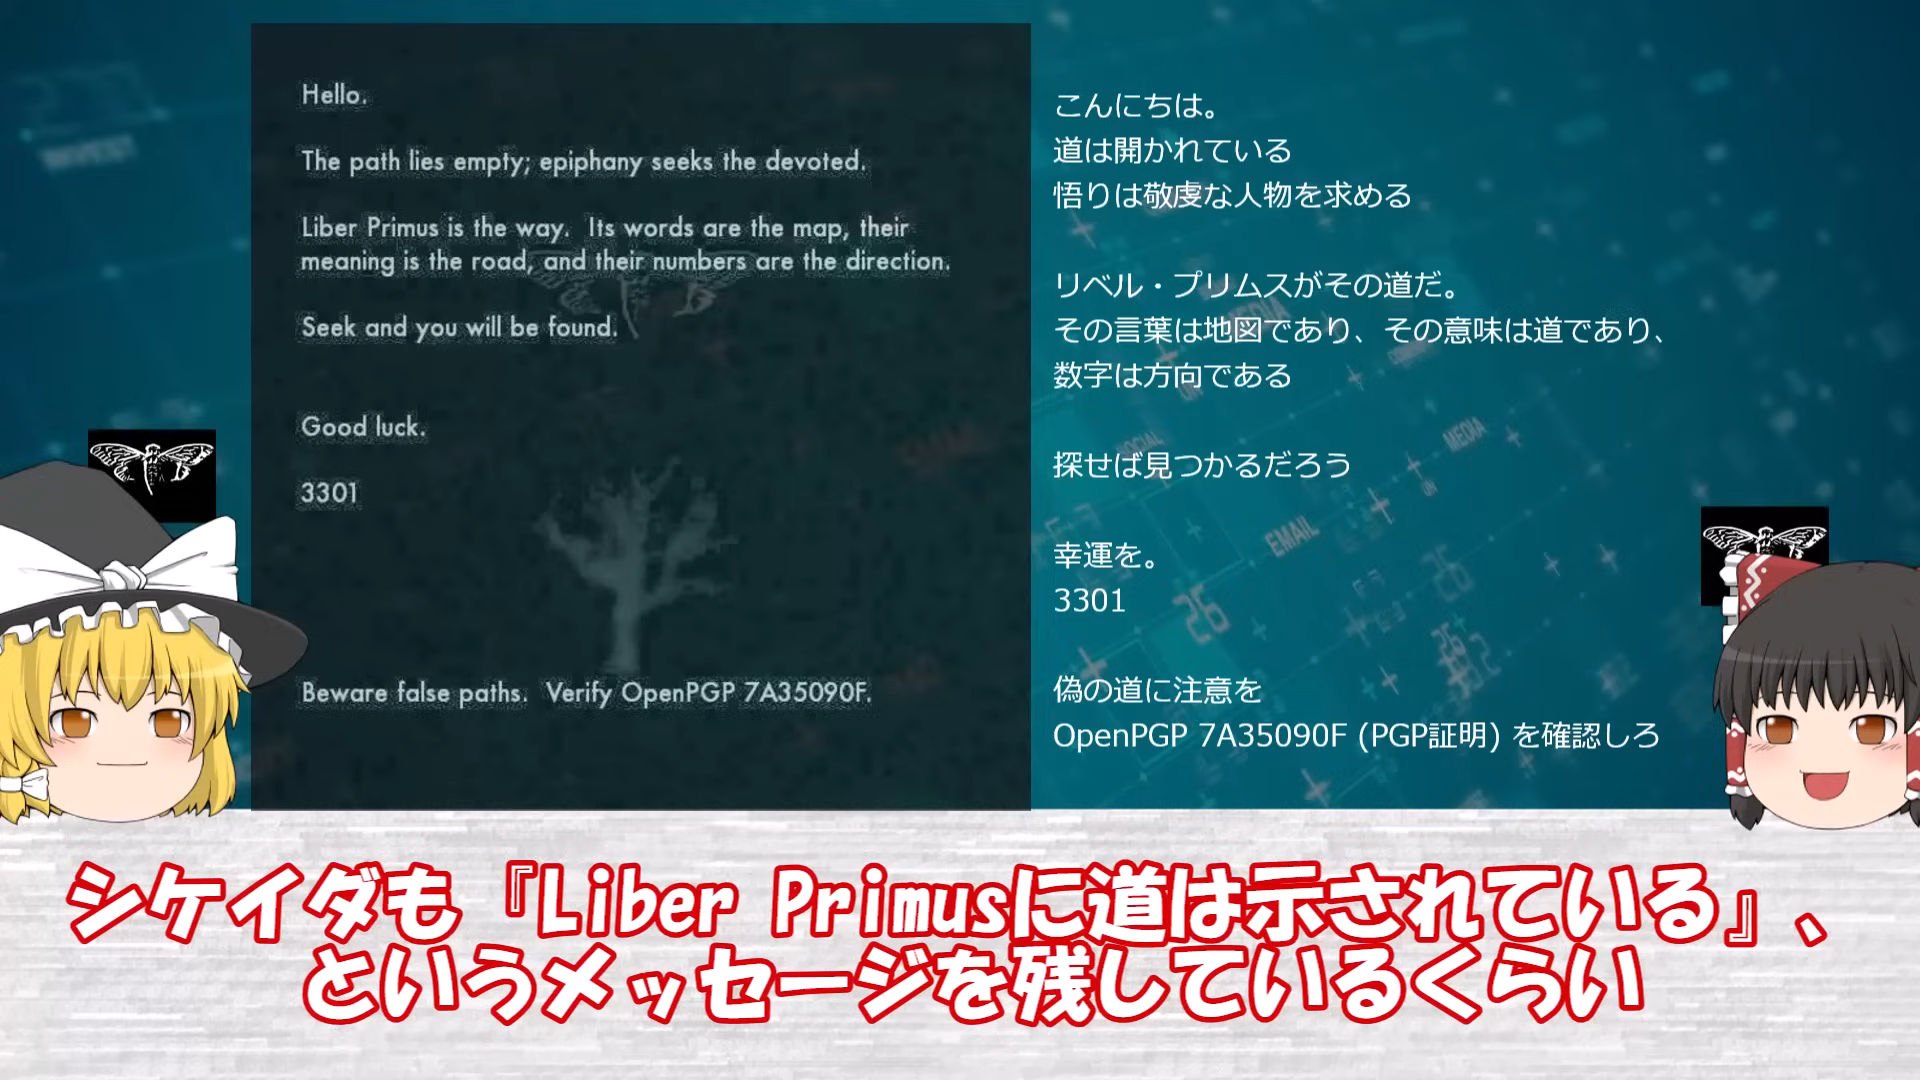 Hello.
The path lies empty; epiphany seeks the devoted.
Liber Primus is the way.  Its words are the map, their
meaning is the road, and their numbers are the direction.
Seek and you will be found.
Good luck.
3301
Beware false paths.  Verify OpenPGP 7A35090F.
こんにちは。
道は開かれている
悟りは敬虔な人物を求める
リベル・プリムスがその道だ。
その言葉は地図であり、その意味は道であり、
数字は方向である
探せば見つかるだろう
幸運を。
3301
偽の道に注意を
OpenPGP 7A35090F (PGP証明) を確認しろ
INVEST
SOCIAL
MEDIA
EMAIL
26
シケイダも『Liber Primusに道は示されている』、
というメッセージを残しているくらい